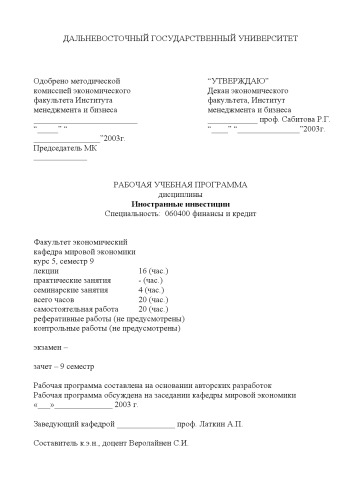 ДАЛЬНЕВОСТОЧНЫЙ ГОСУДАРСТВЕННЫЙ УНИВЕРСИТЕТ
Одобрено методической
комиссией экономического
факультета Института
менеджмента и бизнеса
__________________________
“_____” “
________________”2003г.
Председатель МК
_____________
“УТВЕРЖДАЮ”
Декан экономического
факультета, Институт
менеджмента и бизнеса
____________ проф. Сабитова Р.Г.
“____” “_______________”2003г.
РАБОЧАЯ УЧЕБНАЯ ПРОГРАММА
дисциплины
Иностранные инвестиции
Специальность: 060400 финансы и кредит
Факультет экономический
кафедра мировой экономики
курс 5, семестр 9
лекции 16 (час.)
практические занятия - (час.)
семинарские занятия 4 (час.)
всего часов 20 (час.)
самостоятельная работа 20 (час.)
реферативные работы (не предусмотрены)
контрольные работы (не предусмотрены)
экзамен –
зачет – 9 семестр
Рабочая программа составлена на основании авторских разработок
Рабочая программа обсуждена на заседании кафедры мировой экономики
«___»______________ 2003 г.
Заведующий кафедрой ______________ проф. Латкин А.П.
Составитель к.э.н., доцент Веролайнен С.И.